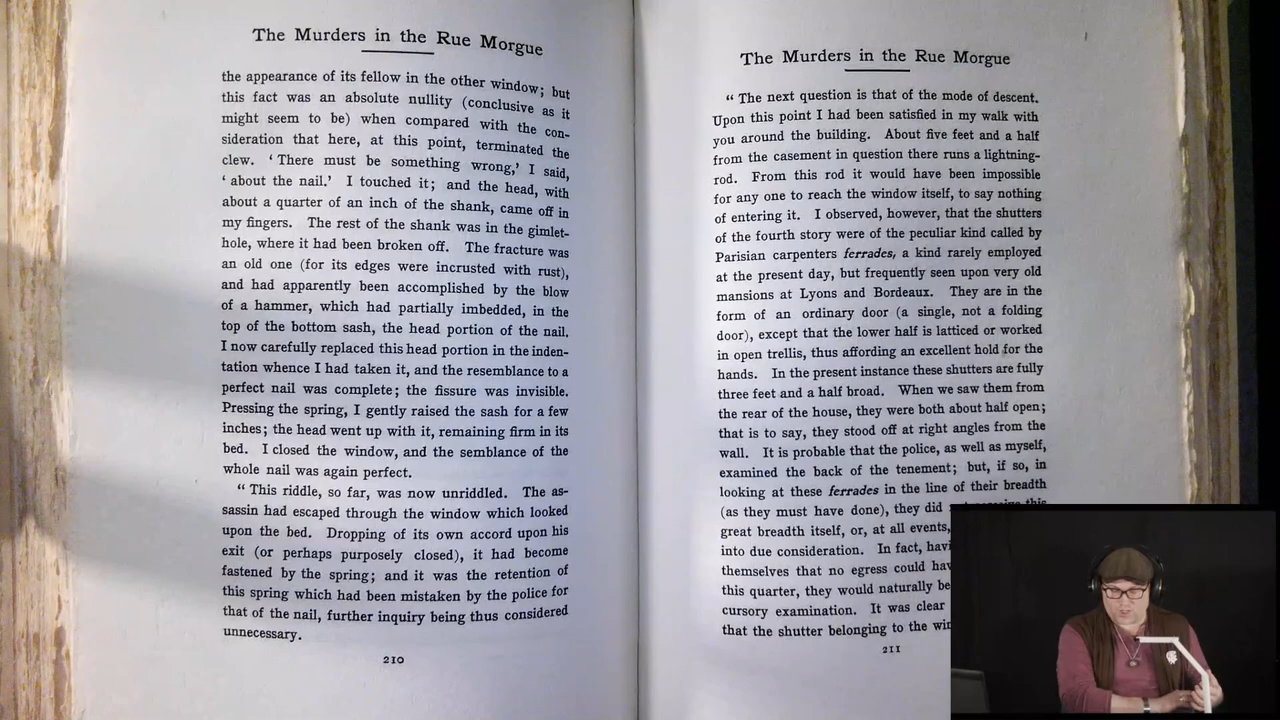 The Murders in the Rue Morgue
the appearance of its fellow in the other window; but
this fact was an absolute nullity (conclusive as it
might seem to be) when compared with the con-
sideration that here, at this point, terminated the
clew. ‘There must be something wrong,’ I said,
‘about the nail.’ I touched it; and the head, with
about a quarter of an inch of the shank, came off in
my fingers. The rest of the shank was in the gimlet-
hole, where it had been broken off. The fracture was
an old one (for its edges were incrusted with rust),
and had apparently been accomplished by the blow
of a hammer, which had partially imbedded, in the
top of the bottom sash, the head portion of the nail.
I now carefully replaced this head portion in the inden-
tation whence I had taken it, and the resemblance to a
perfect nail was complete; the fissure was invisible.
Pressing the spring, I gently raised the sash for a few
inches; the head went up with it, remaining firm in its
bed. I closed the window, and the semblance of the
whole nail was again perfect.
“This riddle, so far, was now unriddled. The as-
sassin had escaped through the window which looked
upon the bed. Dropping of its own accord upon his
exit (or perhaps purposely closed), it had become
fastened by the spring; and it was the retention of
this spring which had been mistaken by the police for
that of the nail, further inquiry being thus considered
unnecessary.
210
The Murders in the Rue Morgue
“The next question is that of the mode of descent.
Upon this point I had been satisfied in my walk with
you around the building. About five feet and a half
from the casement in question there runs a lightning-
rod. From this rod it would have been impossible
for any one to reach the window itself, to say nothing
of entering it. I observed, however, that the shutters
of the fourth story were of the peculiar kind called by
Parisian carpenters ferrades, a kind rarely employed
at the present day, but frequently seen upon very old
mansions at Lyons and Bordeaux. They are in the
form of an ordinary door (a single, not a folding
door), except that the lower half is latticed or worked
in open trellis, thus affording an excellent hold for the
hands. In the present instance these shutters are fully
three feet and a half broad. When we saw them from
the rear of the house, they were both about half open;
that is to say, they stood off at right angles from the
wall. It is probable that the police, as well as myself,
examined the back of the tenement; but, if so, in
looking at these ferrades in the line of their breadth
(as they must have done), they did
great breadth itself, or, at all events,
into due consideration. In fact,
themselves that no egress could
this quarter, they would naturally
cursory examination. It was clear
that the shutter belonging to the
211